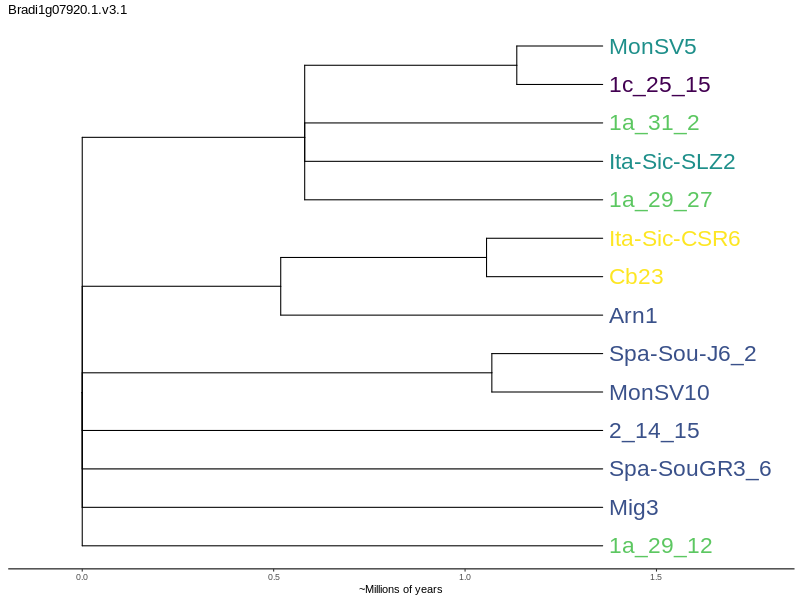 Bradi1g07920.1.v3.1
MonSV5
1c_25_15
1a_31_2
Ita-Sic-SLZ2
1a_29_27
Ita-Sic-CSR6
Cb23
Arn1
Spa-Sou-J6_2
MonSV10
2_14_15
Spa-SouGR3_6
Mig3
1a_29_12
0.0 0.5 1.0 1.5
~Millions of years